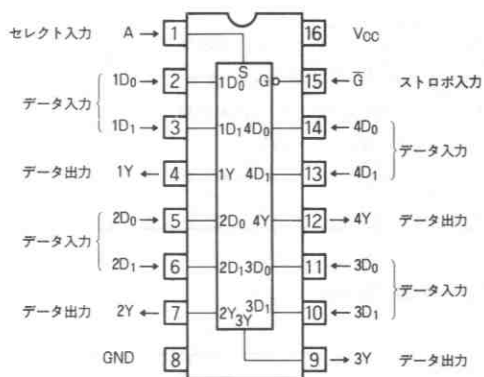 セレクト入力 A → 1 16 VCC
1D0 → 2 S 1D0 G 15 ← G̅ ストロボ入力
データ入力
1D1 → 3 1D1 4D0 14 ← 4D0
データ入力
データ出力 1Y ← 4 1Y 4D1 13 ← 4D1
2D0 → 5 2D0 4Y 12 → 4Y データ出力
データ入力
2D1 → 6 2D1 3D0 11 ← 3D0
データ入力
データ出力 2Y ← 7 2Y 3Y 3D1 10 ← 3D1
GND 8 9 → 3Y データ出力